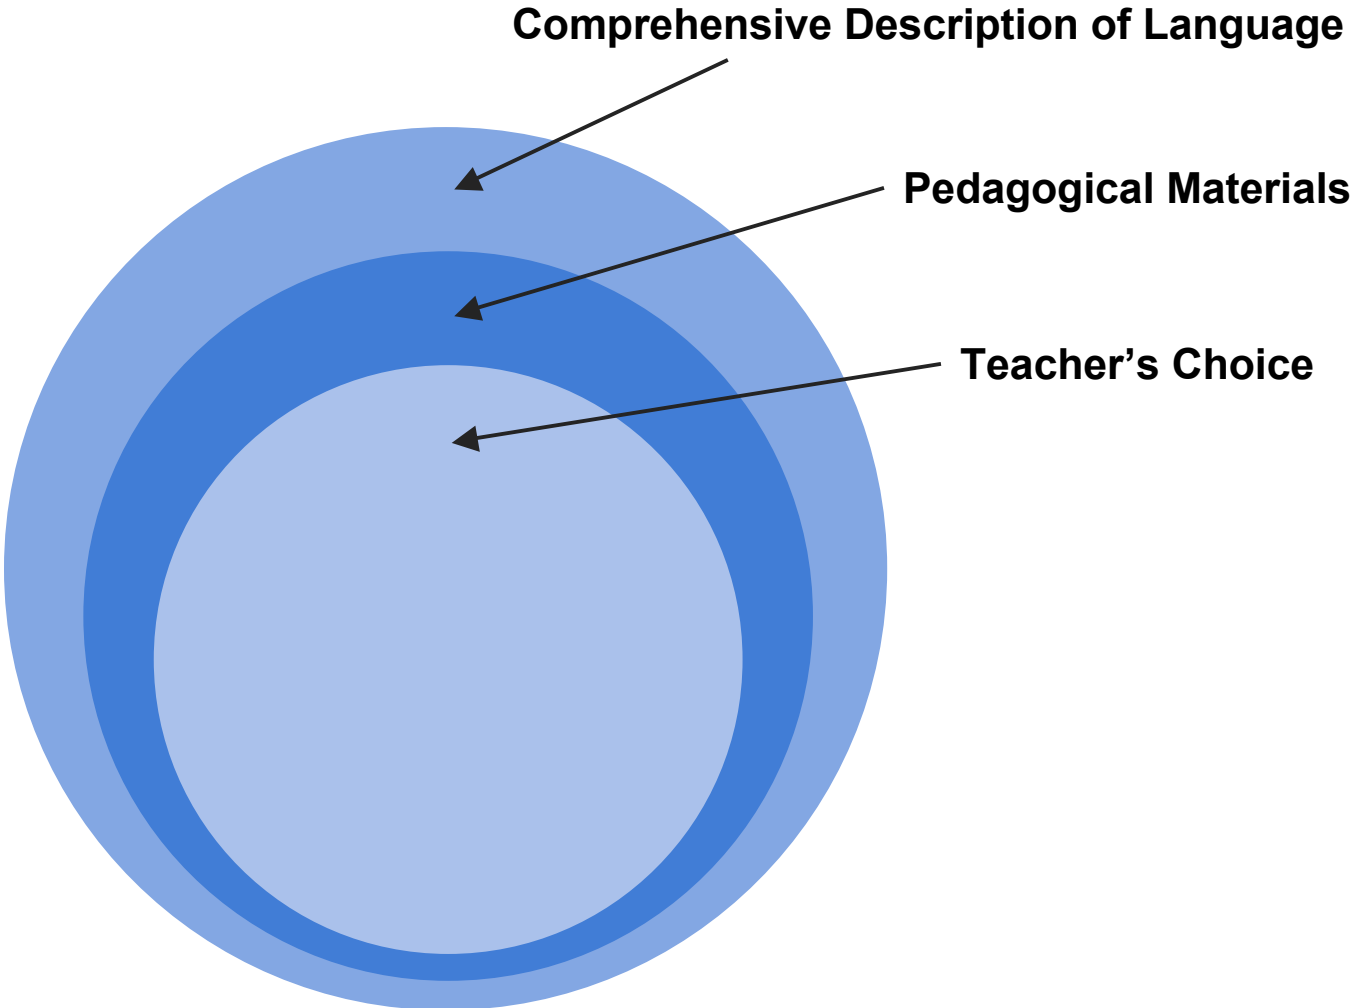 Comprehensive Description of Language
Pedagogical Materials
Teacher’s Choice